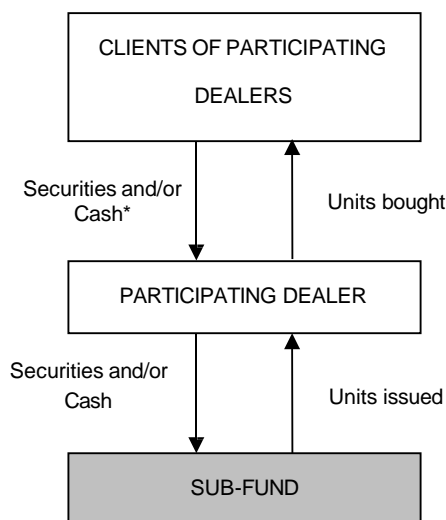 CLIENTS OF PARTICIPATING
DEALERS
Securities and/or
Cash*
Units bought
PARTICIPATING DEALER
Securities and/or
Cash
Units issued
SUB-FUND